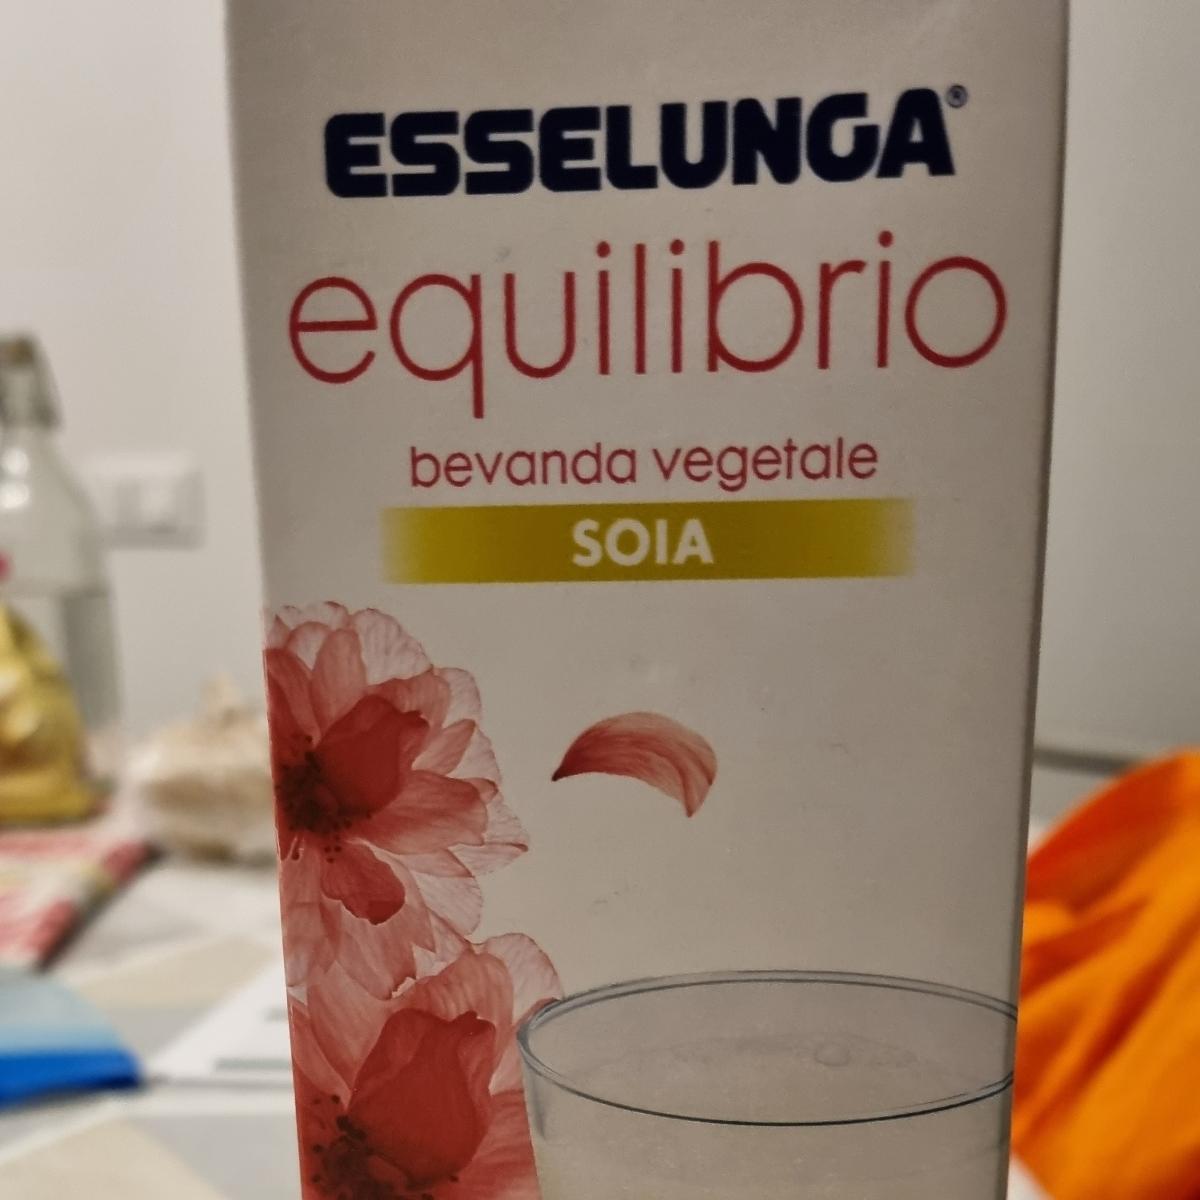 ESSELUNGA®
equilibrio
bevanda vegetale
SOIA